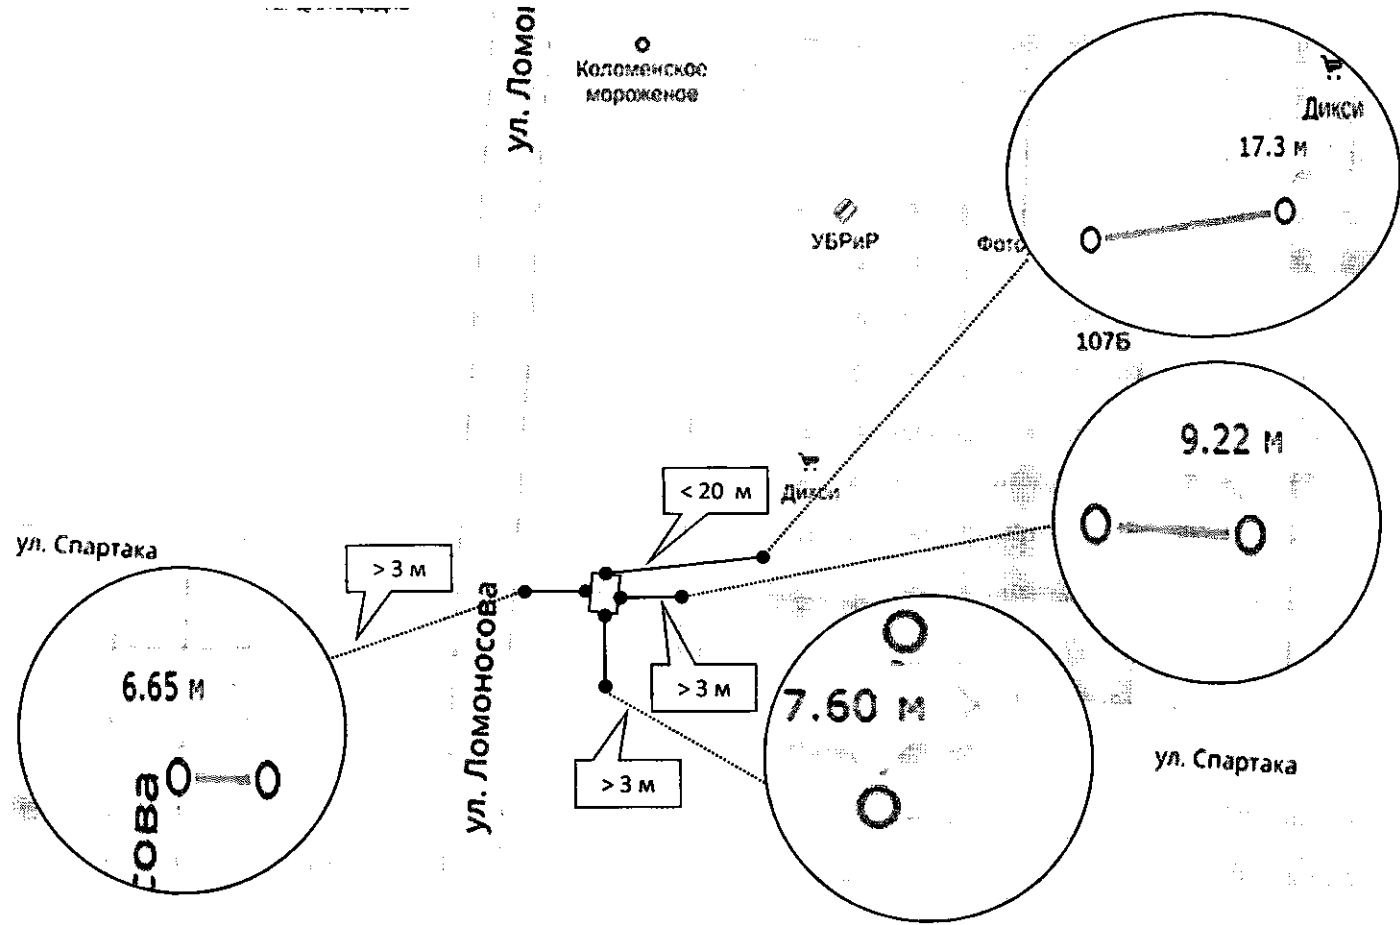 ул. Ломо
Коломенское
мороженое
Дикси
17.3 м
УБРиР
Фото
107Б
9.22 м
< 20 м
Дикси
ул. Спартака
> 3 м
ул. Ломоносова
6.65 м
> 3 м
7.60 м
ул. Спартака
> 3 м
сова